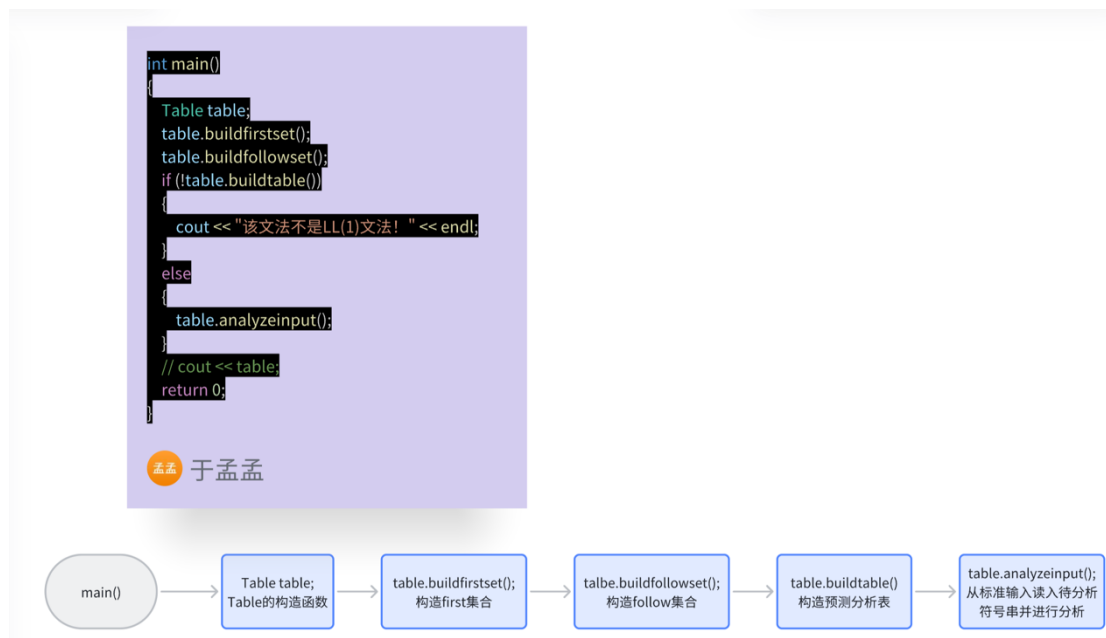 int main()
{
Table table;
table.buildfirstset();
table.buildfollowset();
if (!table.buildtable())
{
cout << "该文法不是LL(1)文法！" << endl;
}
else
{
table.analyzeinput();
}
// cout << table;
return 0;
}
孟孟 于孟孟
main()
Table table;
Table的构造函数
table.buildfirstset();
构造first集合
talbe.buildfollowset();
构造follow集合
table.buildtable()
构造预测分析表
table.analyzeinput();
从标准输入读入待分析
符号串并进行分析